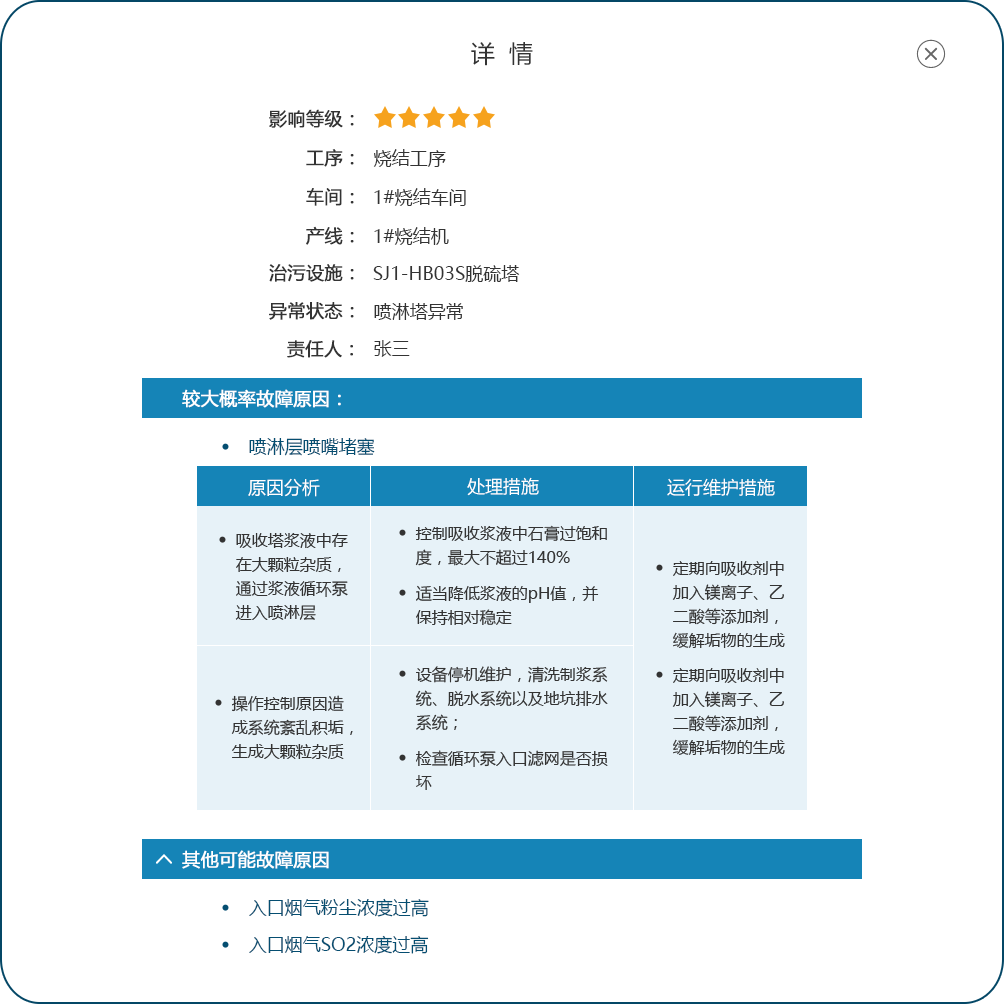 详 情
影响等级：
工序： 烧结工序
车间： 1#烧结车间
产线： 1#烧结机
治污设施： SJ1-HB03S脱硫塔
异常状态： 喷淋塔异常
责任人： 张三
较大概率故障原因：
• 喷淋层喷嘴堵塞
原因分析 处理措施 运行维护措施
• 吸收塔浆液中存
在大颗粒杂质，
通过浆液循环泵
进入喷淋层
• 控制吸收浆液中石膏过饱和
度，最大不超过140%
• 适当降低浆液的pH值，并
保持相对稳定
• 定期向吸收剂中
加入镁离子、乙
二酸等添加剂，
缓解垢物的生成
• 定期向吸收剂中
加入镁离子、乙
二酸等添加剂，
缓解垢物的生成
• 操作控制原因造
成系统紊乱积垢，
生成大颗粒杂质
• 设备停机维护，清洗制浆系
统、脱水系统以及地坑排水
系统；
• 检查循环泵入口滤网是否损
坏
其他可能故障原因
• 入口烟气粉尘浓度过高
• 入口烟气SO2浓度过高